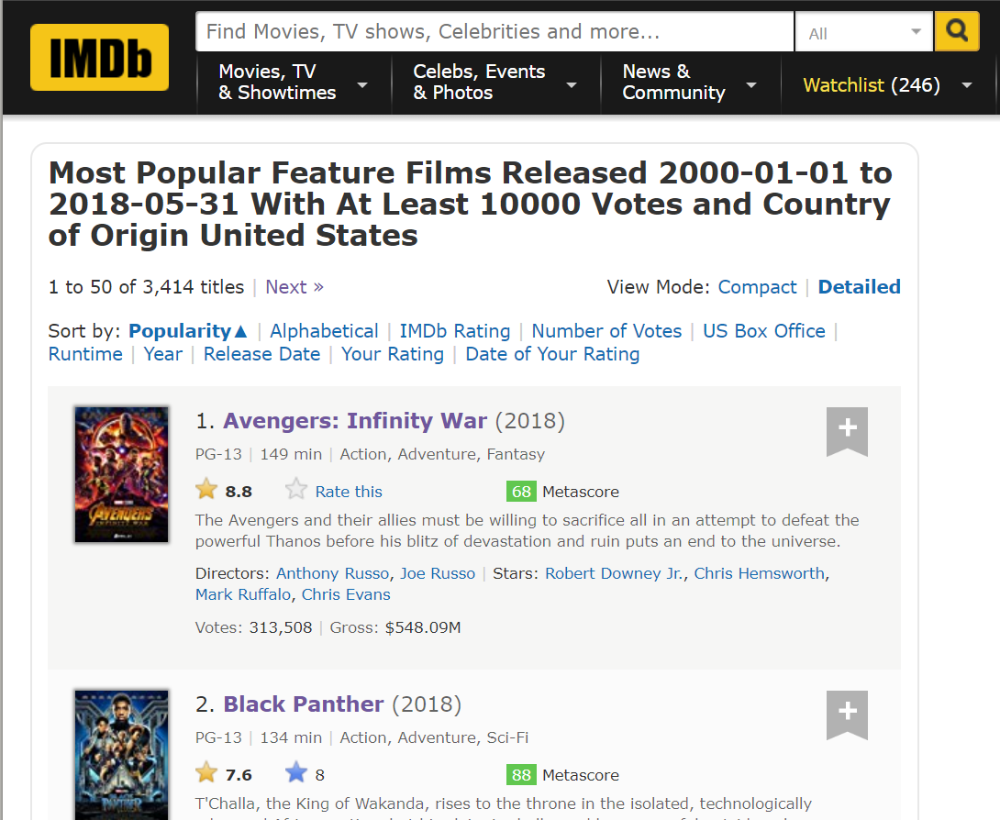 IMDb
Find Movies, TV shows, Celebrities and more...
All
Movies, TV
& Showtimes
Celebs, Events
& Photos
News &
Community
Watchlist (246)
Most Popular Feature Films Released 2000-01-01 to
2018-05-31 With At Least 10000 Votes and Country
of Origin United States
1 to 50 of 3,414 titles | Next »
View Mode: Compact | Detailed
Sort by: Popularity▲ | Alphabetical | IMDb Rating | Number of Votes | US Box Office |
Runtime | Year | Release Date | Your Rating | Date of Your Rating
1. Avengers: Infinity War (2018)
PG-13 | 149 min | Action, Adventure, Fantasy
8.8 Rate this 68 Metascore
The Avengers and their allies must be willing to sacrifice all in an attempt to defeat the
powerful Thanos before his blitz of devastation and ruin puts an end to the universe.
Directors: Anthony Russo, Joe Russo | Stars: Robert Downey Jr., Chris Hemsworth,
Mark Ruffalo, Chris Evans
Votes: 313,508 | Gross: $548.09M
AVENGERS
INFINITY WAR
2. Black Panther (2018)
PG-13 | 134 min | Action, Adventure, Sci-Fi
7.6 8 88 Metascore
T'Challa, the King of Wakanda, rises to the throne in the isolated, technologically
BLACK
PANTHER